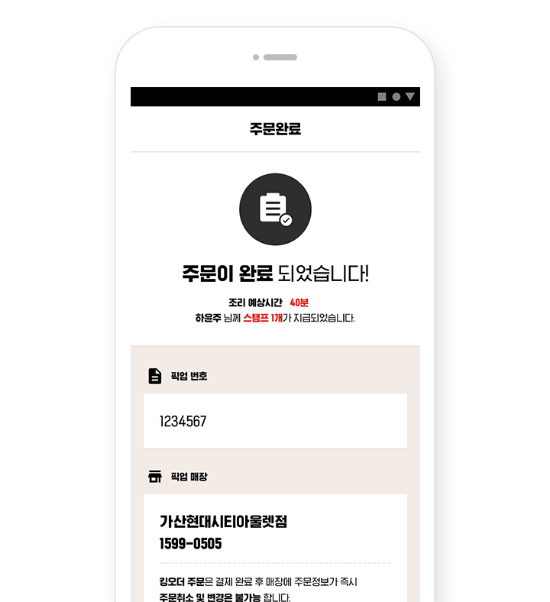 주문완료
주문이 완료 되었습니다!
조리 예상시간 40분
하윤주 님께 스탬프 1개가 지급되었습니다.
픽업 번호
1234567
픽업 매장
가산현대시티아울렛점
1599-0505
킹오더 주문은 결제 완료 후 매장에 주문정보가 즉시
주문취소 및 변경은 불가능 합니다.